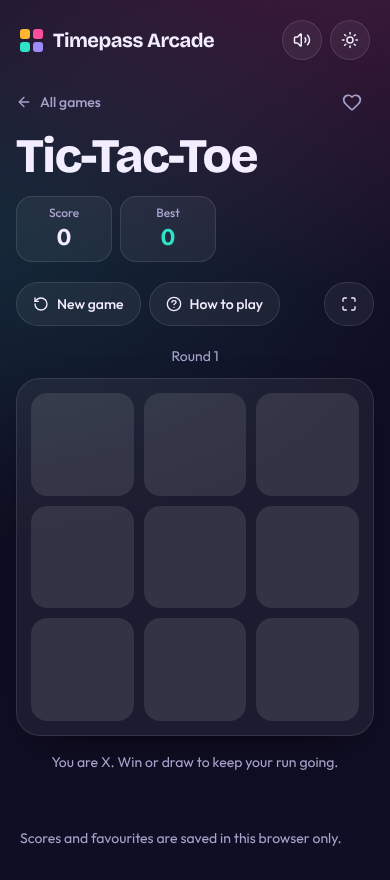 Timepass Arcade
All games
Tic-Tac-Toe
Score
0
Best
0
New game
How to play
Round 1
You are X. Win or draw to keep your run going.
Scores and favourites are saved in this browser only.